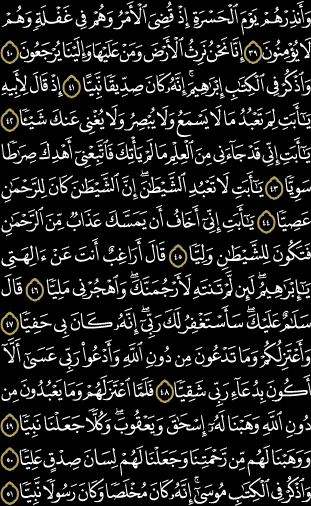 وَأَنذِرْهُمْ يَوْمَ ٱلْحَسْرَةِ إِذْ قُضِىَ ٱلْأَمْرُ وَهُمْ فِى غَفْلَةٍ وَهُمْ
لَا يُؤْمِنُونَ ٣٩ إِنَّا نَحْنُ نَرِثُ ٱلْأَرْضَ وَمَنْ عَلَيْهَا وَإِلَيْنَا يُرْجَعُونَ ٤٠
وَٱذْكُرْ فِى ٱلْكِتَٰبِ إِبْرَٰهِيمَ ۚ إِنَّهُۥ كَانَ صِدِّيقًا نَّبِيًّا ٤١ إِذْ قَالَ لِأَبِيهِ
يَٰٓأَبَتِ لِمَ تَعْبُدُ مَا لَا يَسْمَعُ وَلَا يُبْصِرُ وَلَا يُغْنِى عَنكَ شَيْـًٔا ٤٢
يَٰٓأَبَتِ إِنِّى قَدْ جَآءَنِى مِنَ ٱلْعِلْمِ مَا لَمْ يَأْتِكَ فَٱتَّبِعْنِىٓ أَهْدِكَ صِرَٰطًا
سَوِيًّا ٤٣ يَٰٓأَبَتِ لَا تَعْبُدِ ٱلشَّيْطَٰنَ ۖ إِنَّ ٱلشَّيْطَٰنَ كَانَ لِلرَّحْمَٰنِ
عَصِيًّا ٤٤ يَٰٓأَبَتِ إِنِّىٓ أَخَافُ أَن يَمَسَّكَ عَذَابٌ مِّنَ ٱلرَّحْمَٰنِ
فَتَكُونَ لِلشَّيْطَٰنِ وَلِيًّا ٤٥ قَالَ أَرَاغِبٌ أَنتَ عَنْ ءَالِهَتِى
يَٰٓإِبْرَٰهِيمُ ۖ لَئِن لَّمْ تَنتَهِ لَأَرْجُمَنَّكَ ۖ وَٱهْجُرْنِى مَلِيًّا ٤٦ قَالَ
سَلَٰمٌ عَلَيْكَ ۖ سَأَسْتَغْفِرُ لَكَ رَبِّىٓ ۖ إِنَّهُۥ كَانَ بِى حَفِيًّا ٤٧
وَأَعْتَزِلُكُمْ وَمَا تَدْعُونَ مِن دُونِ ٱللَّهِ وَأَدْعُوا۟ رَبِّى عَسَىٰٓ أَلَّآ
أَكُونَ بِدُعَآءِ رَبِّى شَقِيًّا ٤٨ فَلَمَّا ٱعْتَزَلَهُمْ وَمَا يَعْبُدُونَ مِن
دُونِ ٱللَّهِ وَهَبْنَا لَهُۥٓ إِسْحَٰقَ وَيَعْقُوبَ ۖ وَكُلًّا جَعَلْنَا نَبِيًّا ٤٩
وَوَهَبْنَا لَهُم مِّن رَّحْمَتِنَا وَجَعَلْنَا لَهُمْ لِسَانَ صِدْقٍ عَلِيًّا ٥٠
وَٱذْكُرْ فِى ٱلْكِتَٰبِ مُوسَىٰٓ ۚ إِنَّهُۥ كَانَ مُخْلَصًا وَكَانَ رَسُولًا نَّبِيًّا ٥١